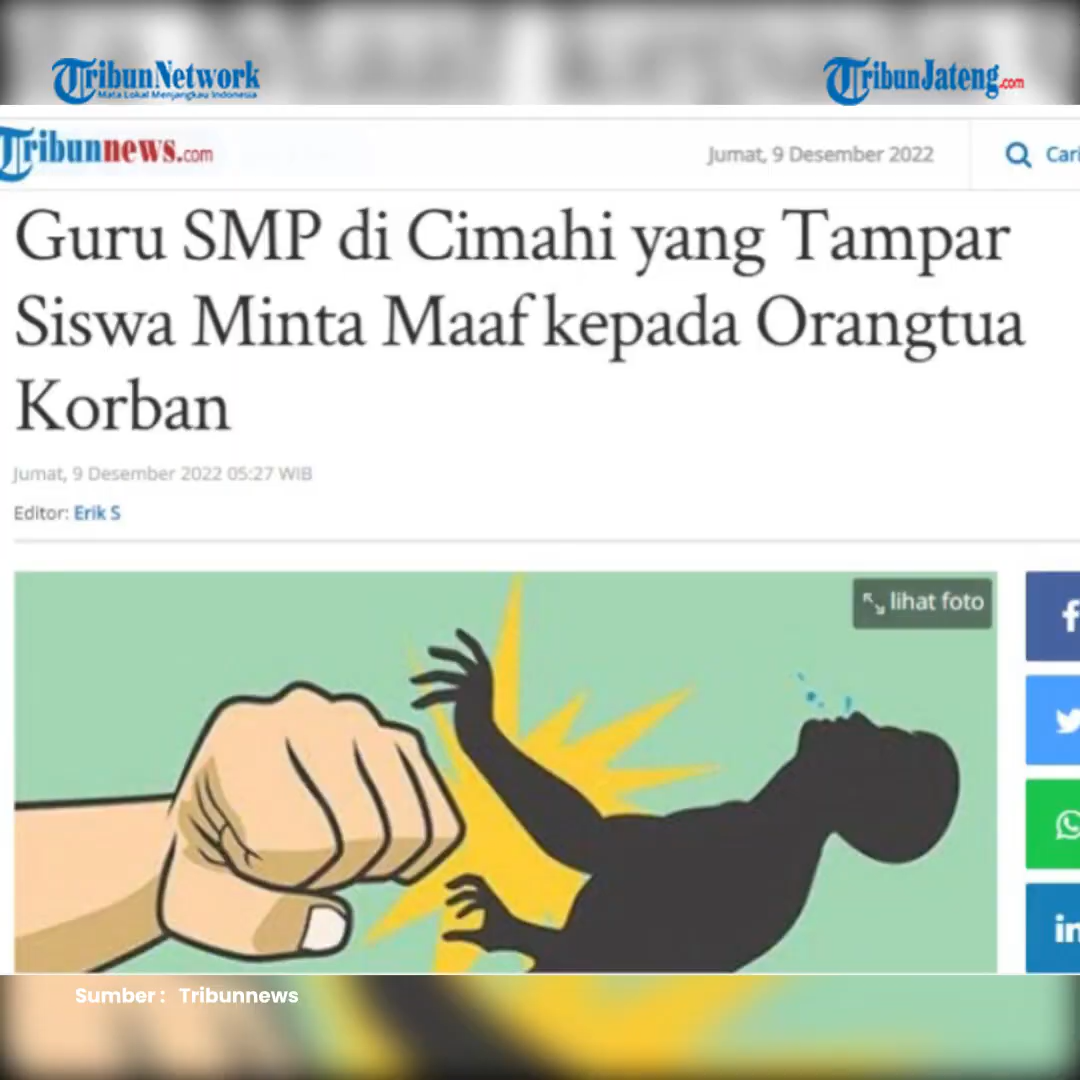 TribunNetwork
Mata Lokal Menjangkau Indonesia
TribunJateng.com
Tribunnews.com
Jumat, 9 Desember 2022
Cari
Guru SMP di Cimahi yang Tampar
Siswa Minta Maaf kepada Orangtua
Korban
Jumat, 9 Desember 2022 05:27 WIB
Editor: Erik S
lihat foto
Sumber : Tribunnews